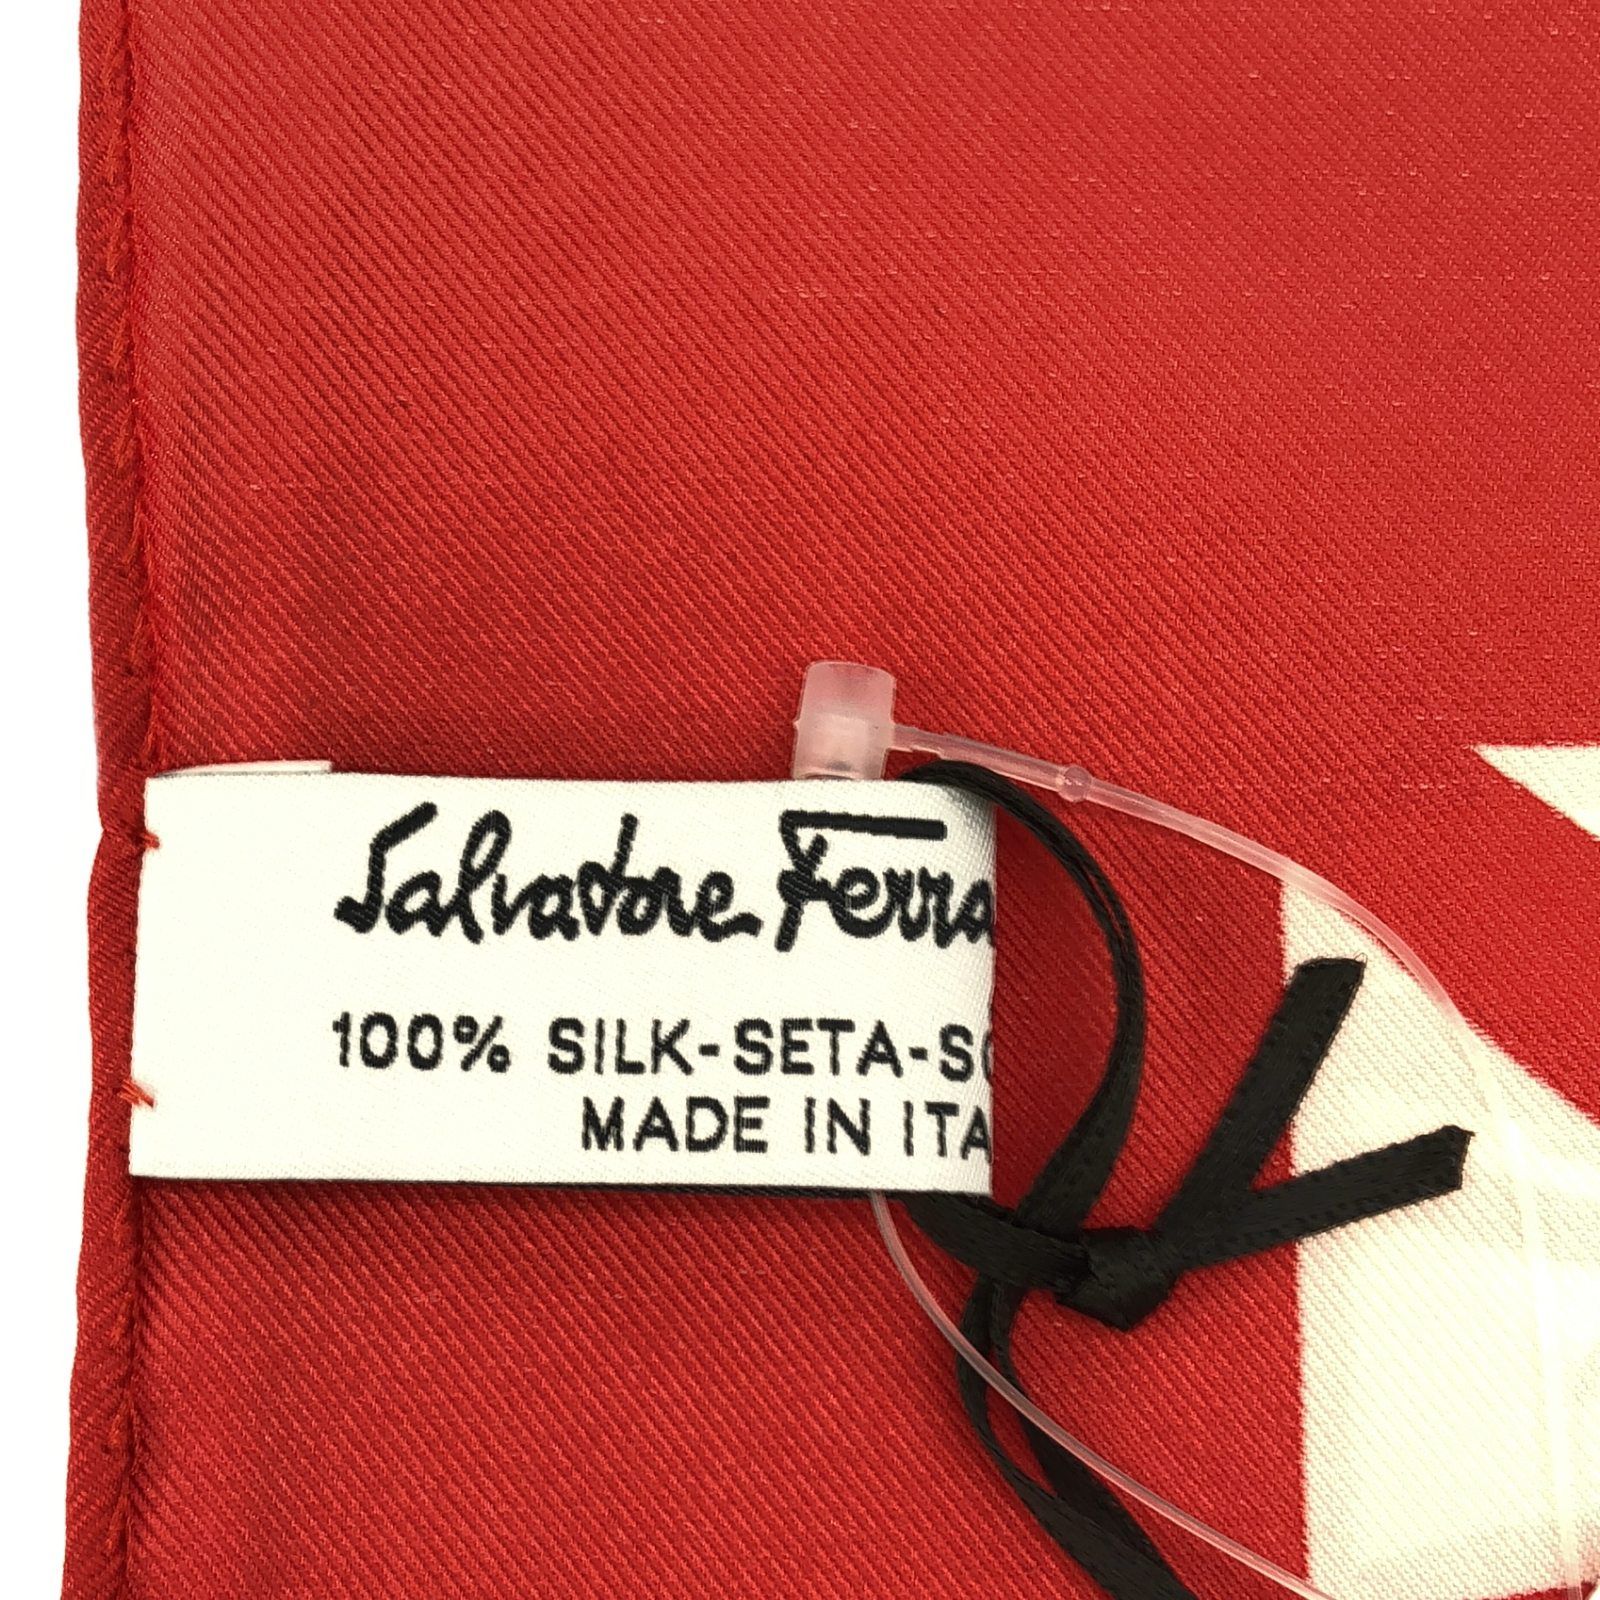 Salvatore Ferra
100% SILK-SETA-SO
MADE IN ITA